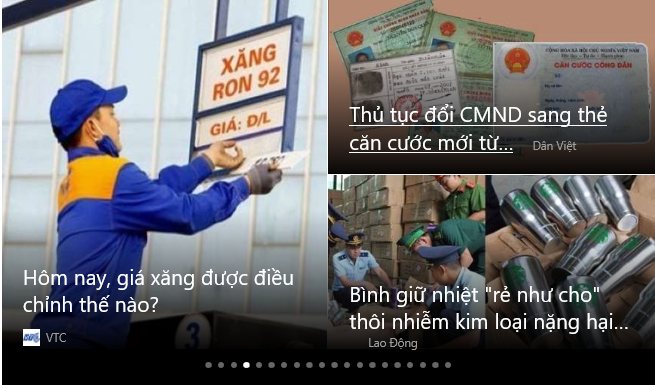 XĂNG
RON 92
GIÁ: Đ/L
Hôm nay, giá xăng được điều
chỉnh thế nào?
VTC
3
CĂN CƯỚC CÔNG DÂN
Thủ tục đổi CMND sang thẻ
căn cước mới từ...
Dân Việt
Bình giữ nhiệt "rẻ như cho"
thôi nhiễm kim loại nặng hại...
Lao Động